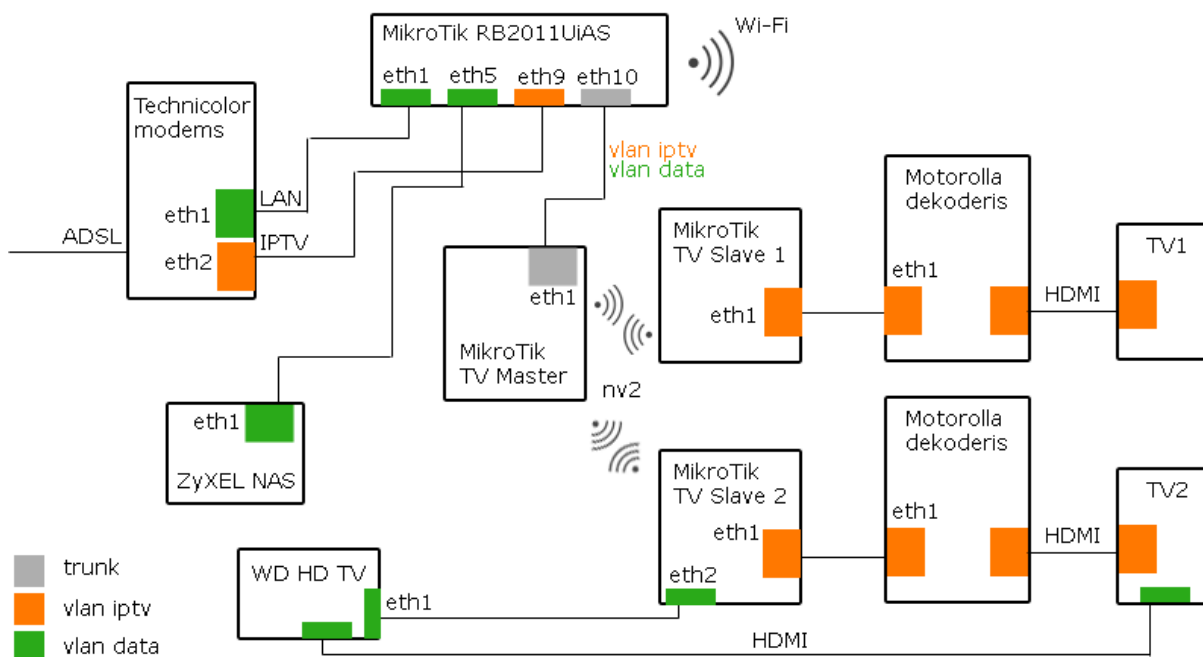 MikroTik RB2011UiAS
Wi-Fi
eth1 eth5 eth9 eth10
Technicolor
modems
eth1
LAN
ADSL
eth2
IPTV
vlan iptv
vlan data
MikroTik
TV Slave 1
eth1
Motorolla
dekoderis
eth1
HDMI
TV1
eth1
MikroTik
TV Master
nv2
eth1
ZyXEL NAS
MikroTik
TV Slave 2
eth1
eth2
Motorolla
dekoderis
eth1
HDMI
TV2
WD HD TV
eth1
HDMI
trunk
vlan iptv
vlan data